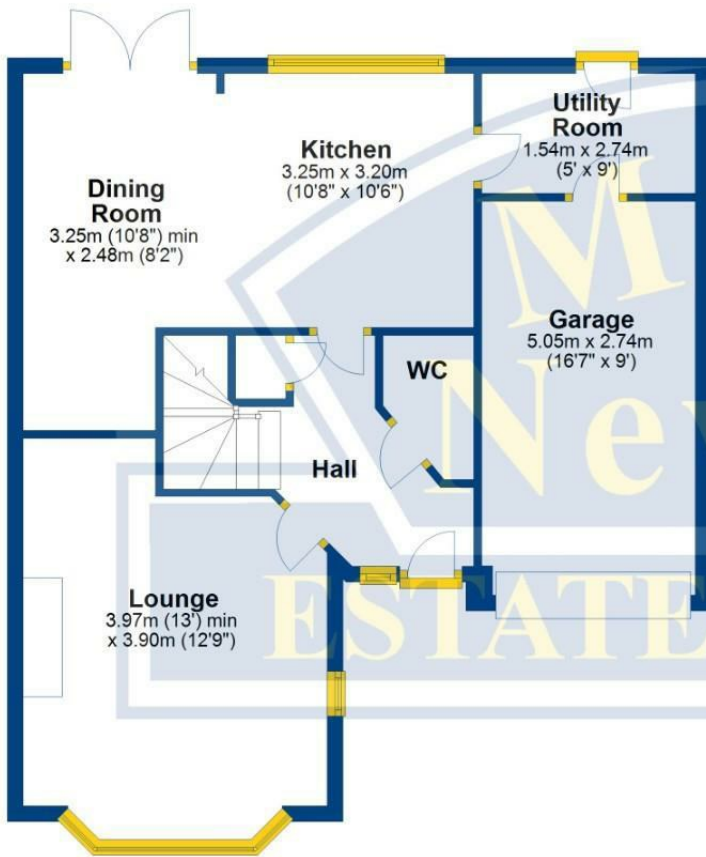 Utility
Room
1.54m x 2.74m
(5' x 9')
Kitchen
3.25m x 3.20m
(10'8" x 10'6")
Dining
Room
3.25m (10'8") min
x 2.48m (8'2")
Garage
5.05m x 2.74m
(16'7" x 9')
WC
Hall
Lounge
3.97m (13') min
x 3.90m (12'9")
M
New
ESTATE